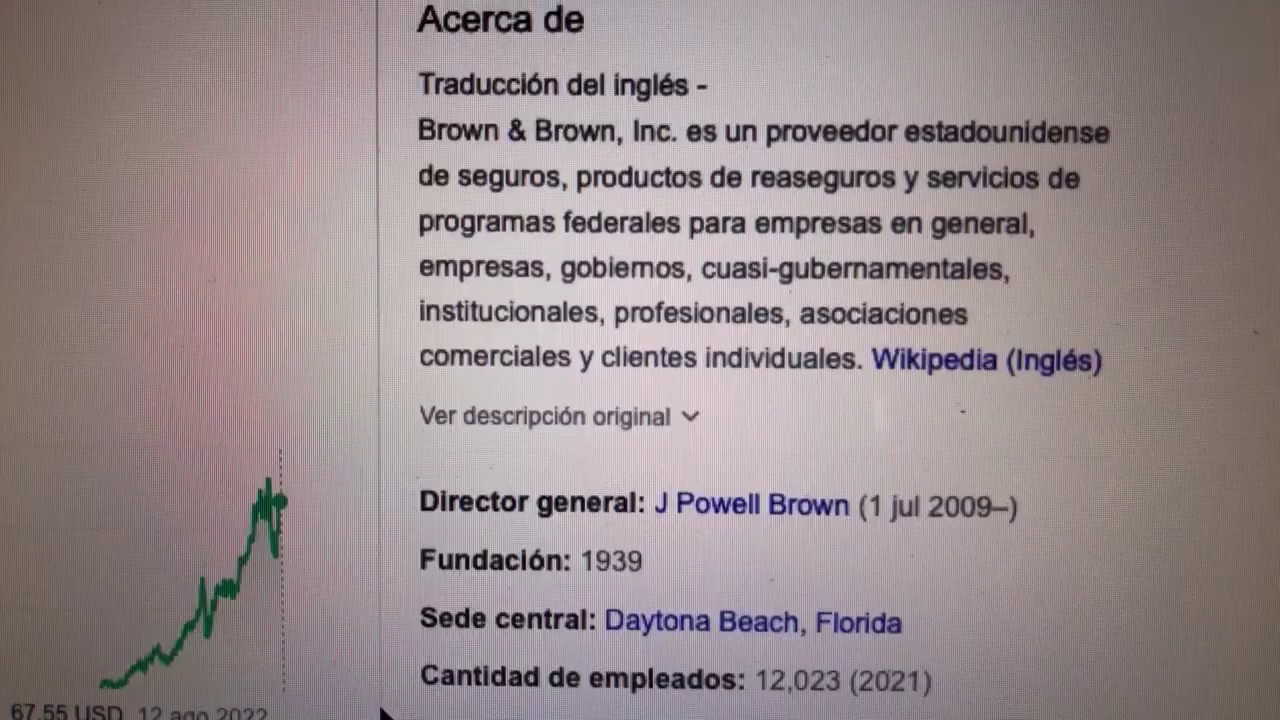 Acerca de
Traducción del inglés -
Brown & Brown, Inc. es un proveedor estadounidense
de seguros, productos de reaseguros y servicios de
programas federales para empresas en general,
empresas, gobiernos, cuasi-gubernamentales,
institucionales, profesionales, asociaciones
comerciales y clientes individuales. Wikipedia (Inglés)
Ver descripción original
Director general: J Powell Brown (1 jul 2009–)
Fundación: 1939
Sede central: Daytona Beach, Florida
Cantidad de empleados: 12,023 (2021)
67.55 USD 12 ago 2022